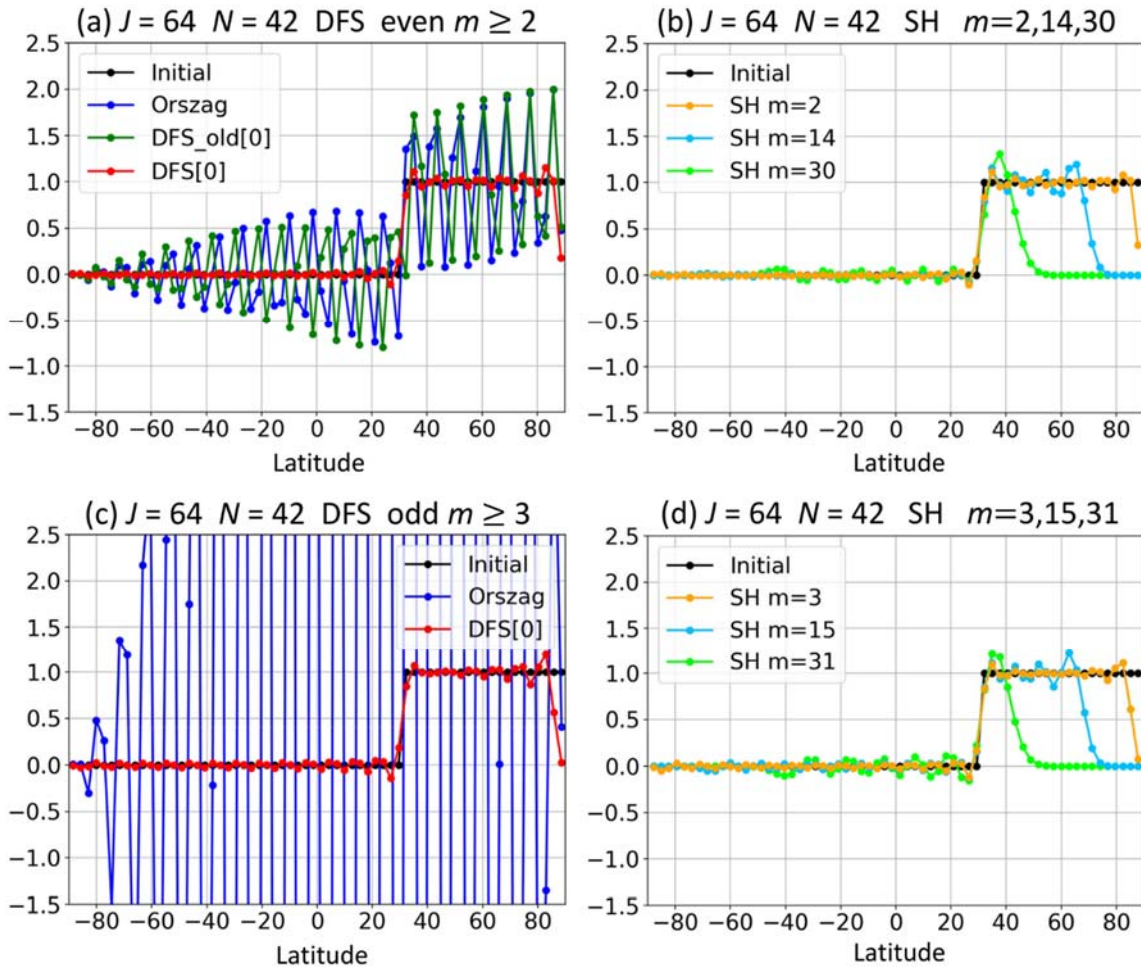 (a) J = 64 N = 42 DFS even m ≥ 2
2.5
2.0
1.5
1.0
0.5
0.0
−0.5
−1.0
−1.5
Initial
Orszag
DFS_old[0]
DFS[0]
−80 −60 −40 −20 0 20 40 60 80
Latitude
(b) J = 64 N = 42 SH m=2,14,30
2.5
2.0
1.5
1.0
0.5
0.0
−0.5
−1.0
−1.5
Initial
SH m=2
SH m=14
SH m=30
−80 −60 −40 −20 0 20 40 60 80
Latitude
(c) J = 64 N = 42 DFS odd m ≥ 3
2.5
2.0
1.5
1.0
0.5
0.0
−0.5
−1.0
−1.5
Initial
Orszag
DFS[0]
−80 −60 −40 −20 0 20 40 60 80
Latitude
(d) J = 64 N = 42 SH m=3,15,31
2.5
2.0
1.5
1.0
0.5
0.0
−0.5
−1.0
−1.5
Initial
SH m=3
SH m=15
SH m=31
−80 −60 −40 −20 0 20 40 60 80
Latitude